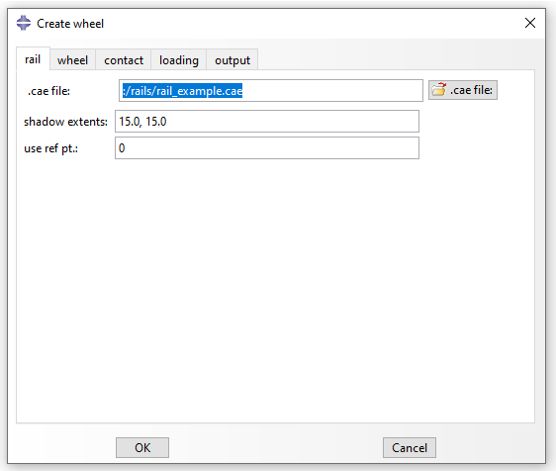 Create wheel
rail wheel contact loading output
.cae file: :/rails/rail_example.cae .cae file:
shadow extents: 15.0, 15.0
use ref pt.: 0
OK Cancel